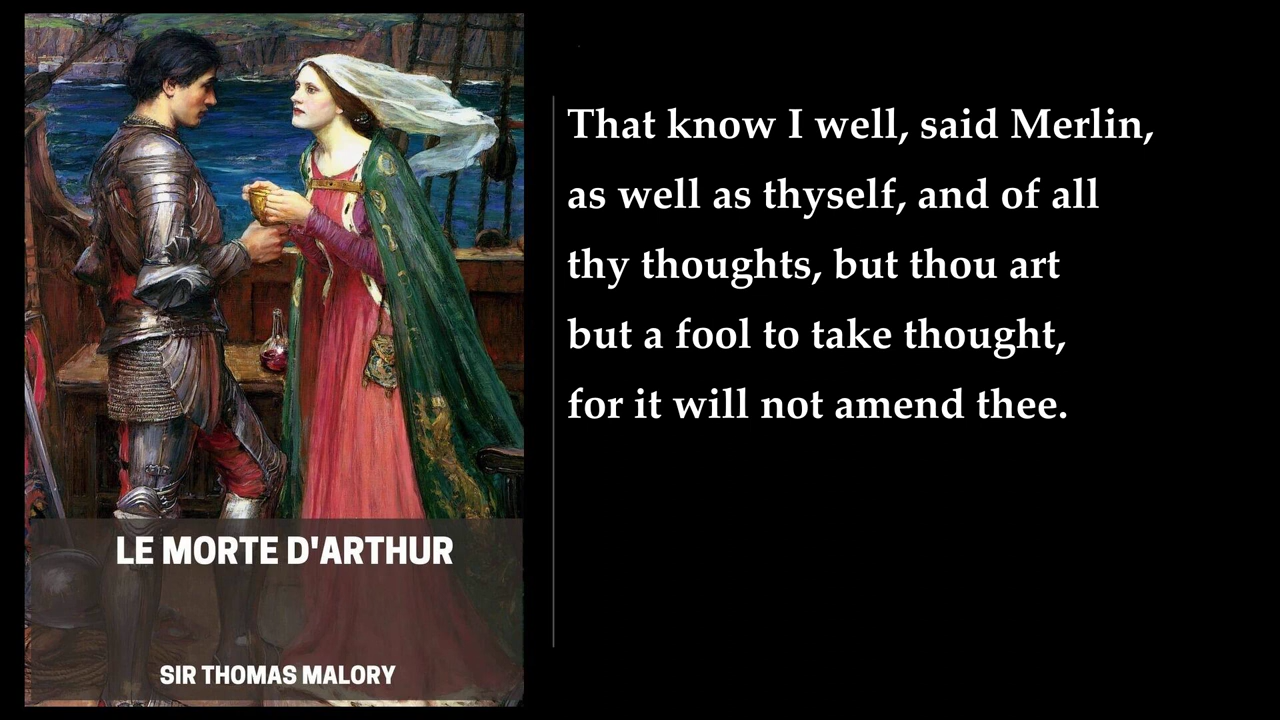 LE MORTE D'ARTHUR
SIR THOMAS MALORY
That know I well, said Merlin,
as well as thyself, and of all
thy thoughts, but thou art
but a fool to take thought,
for it will not amend thee.